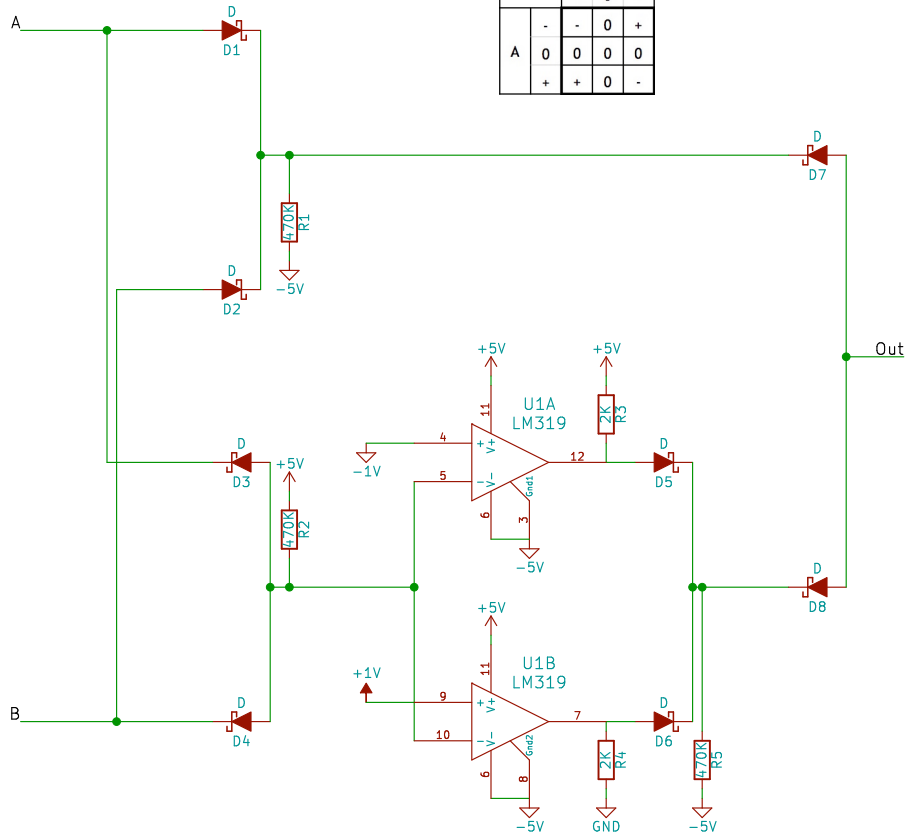 A
D
D1
- - 0 +
A 0 0 0 0
+ + 0 -
D
D7
470K
R1
-5V
D
D2
Out
+5V
+5V
11
U1A
LM319
2K
R3
4
+
V+
12
-1V
5
−
V-
Gnd1
6
3
-5V
D
D5
D
D3
+5V
470K
R2
D
D8
+5V
11
U1B
LM319
+1V
9
+
V+
7
10
−
V-
Gnd2
6
8
-5V
D
D6
2K
R4
GND
470K
R5
-5V
B
D
D4